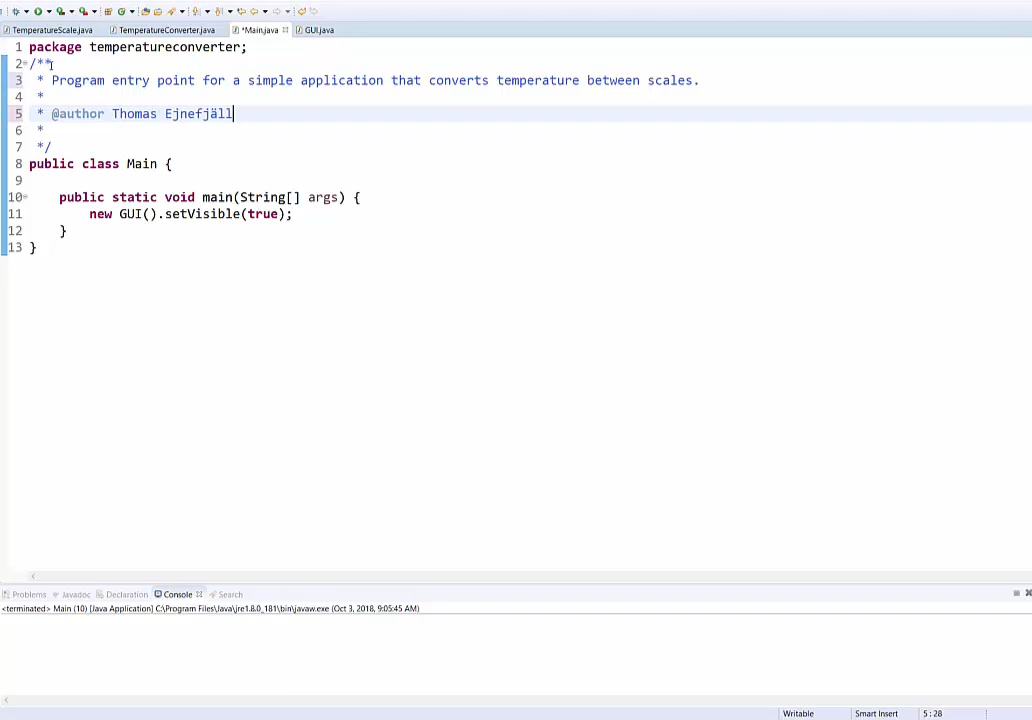 TemperatureScale.java TemperatureConverter.java *Main.java GUI.java
1 package temperatureconverter;
2 /**
3 * Program entry point for a simple application that converts temperature between scales.
4 *
5 * @author Thomas Ejnefjäll
6 *
7 */
8 public class Main {
9
10 public static void main(String[] args) {
11 new GUI().setVisible(true);
12 }
13 }
Problems Javadoc Declaration Console Search
<terminated> Main (10) [Java Application] C:\Program Files\Java\jre1.8.0_181\bin\javaw.exe (Oct 3, 2018, 9:05:45 AM)
Writable Smart Insert 5 : 28